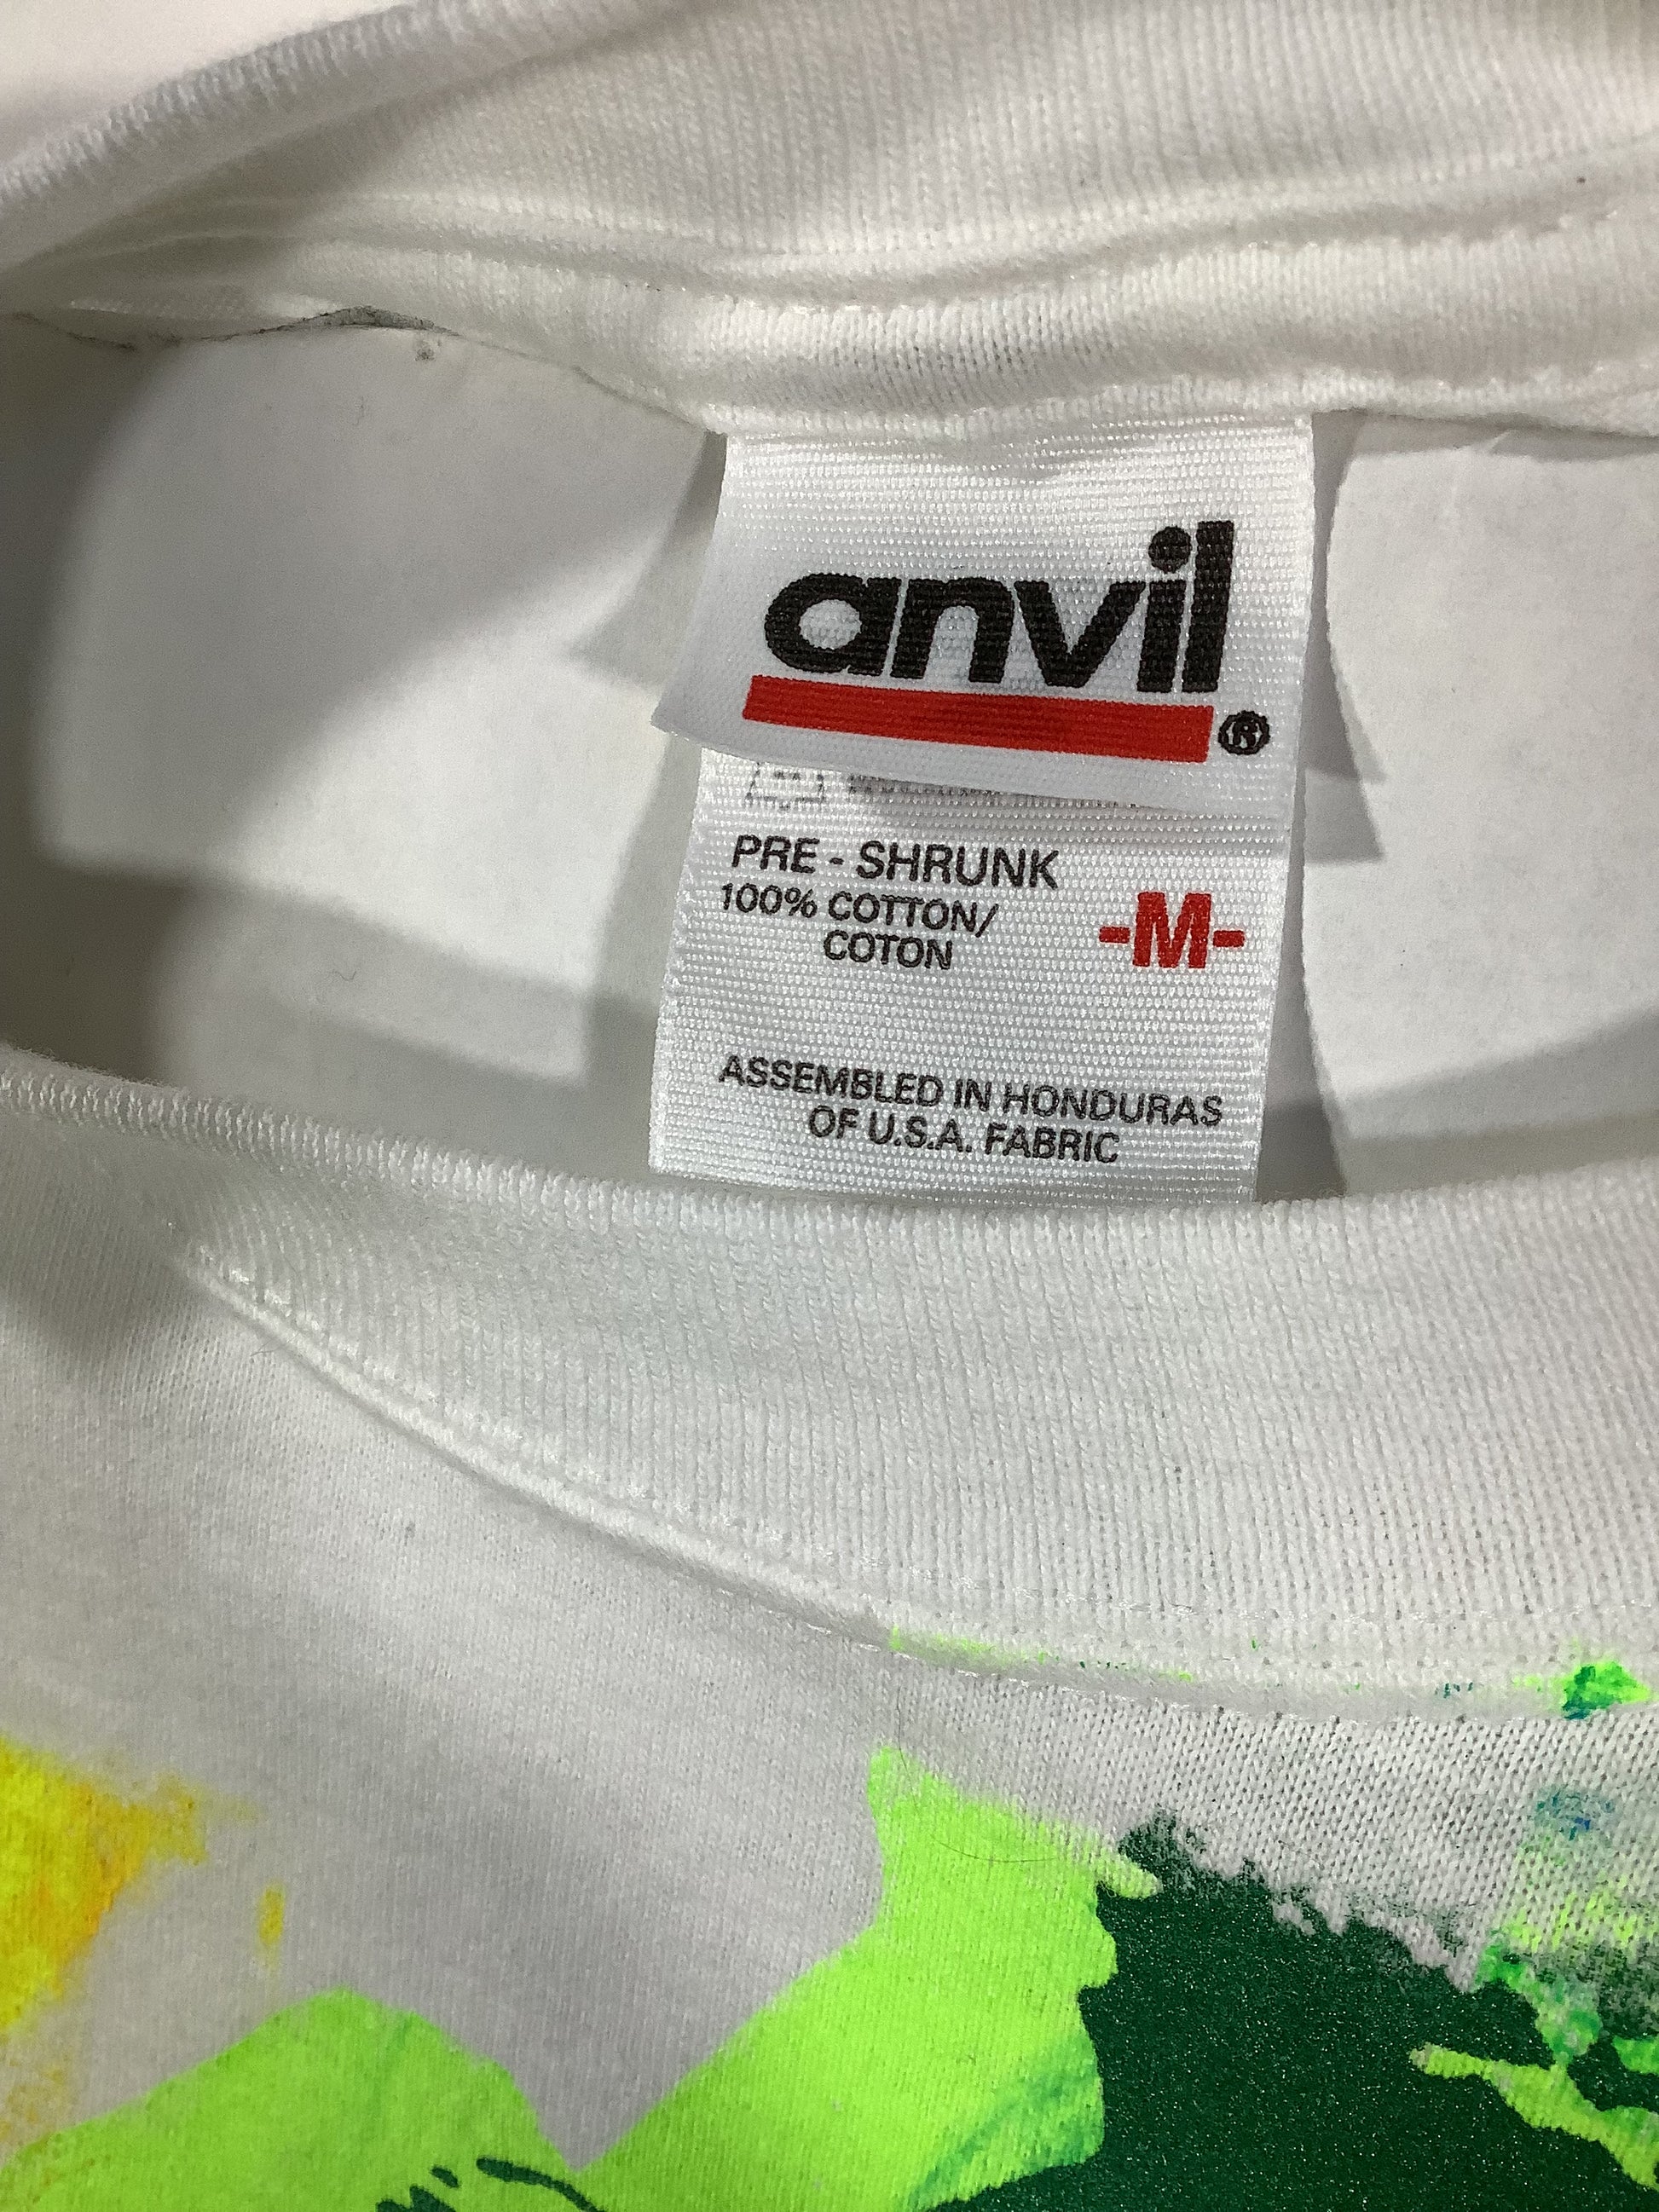 anvil
®
PRE - SHRUNK
100% COTTON/
COTON
-M-
ASSEMBLED IN HONDURAS
OF U.S.A. FABRIC